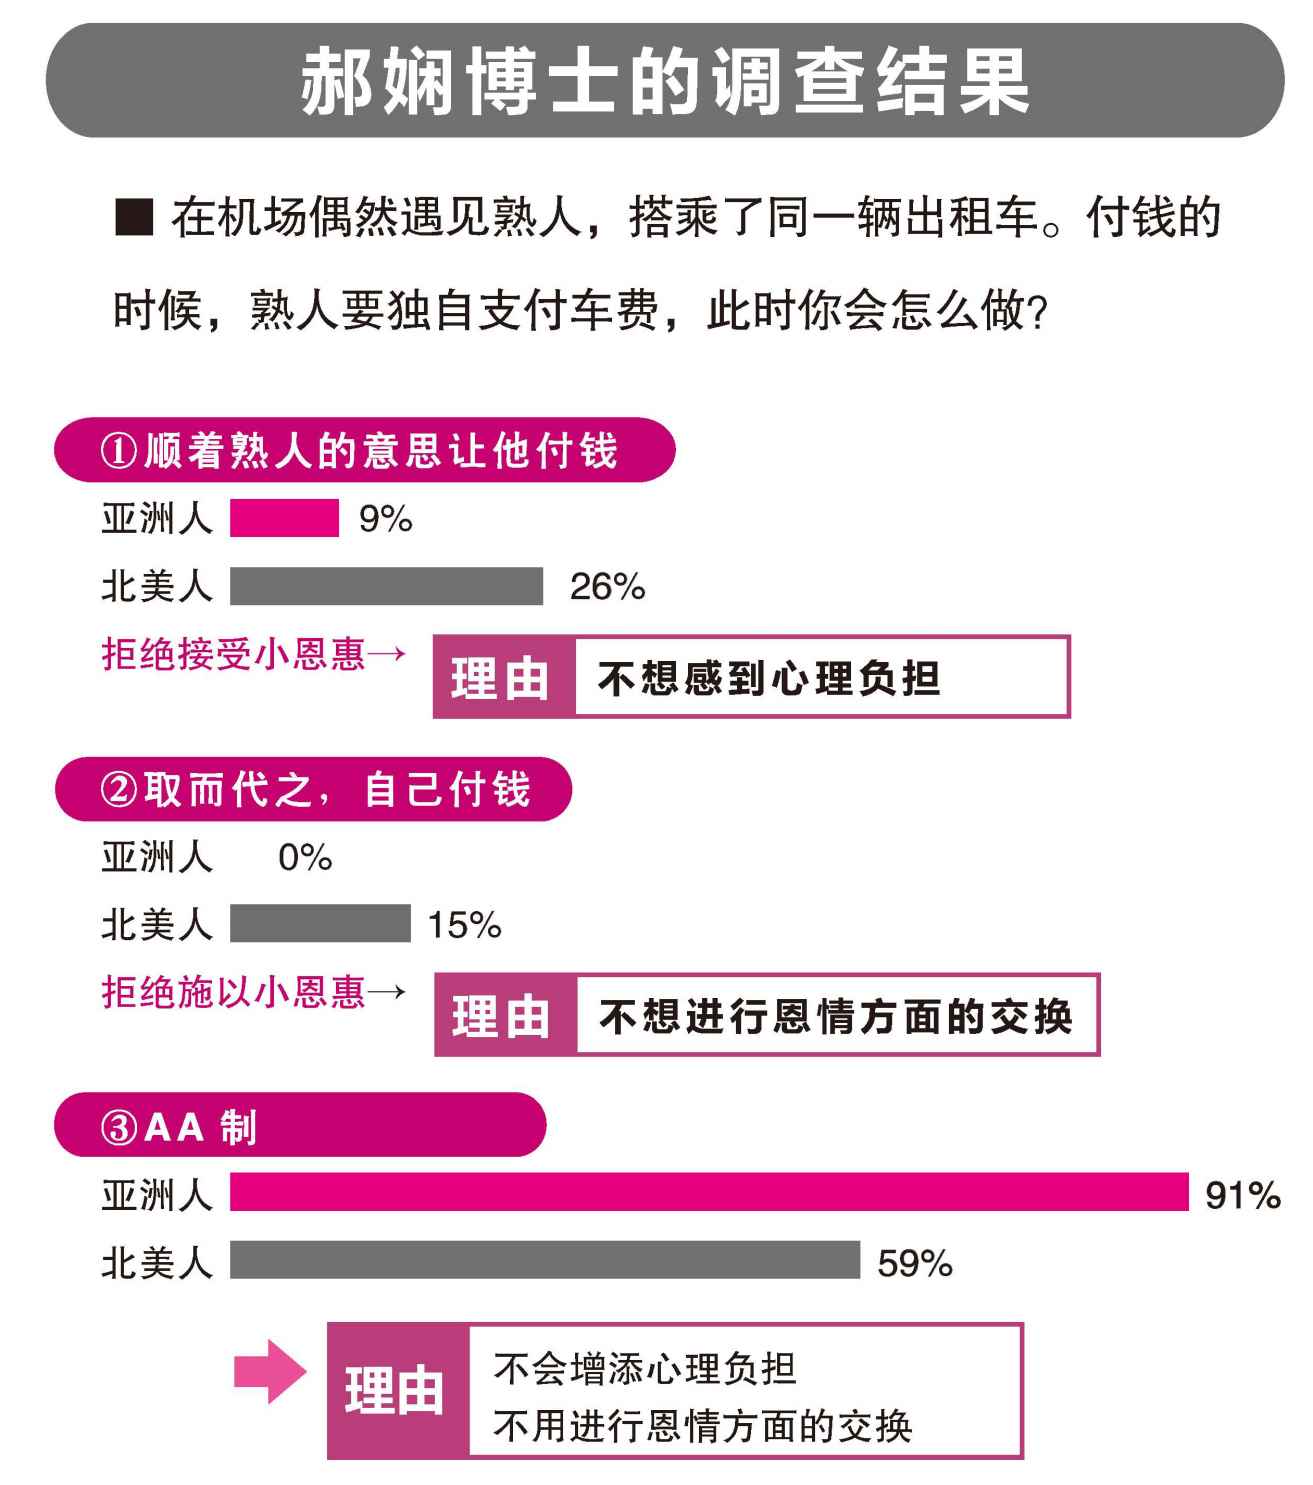 郝娴博士的调查结果
■ 在机场偶然遇见熟人，搭乘了同一辆出租车。付钱的
时候，熟人要独自支付车费，此时你会怎么做？
①顺着熟人的意思让他付钱
亚洲人 9%
北美人 26%
拒绝接受小恩惠→
理由 不想感到心理负担
②取而代之，自己付钱
亚洲人 0%
北美人 15%
拒绝施以小恩惠→
理由 不想进行恩情方面的交换
③AA 制
亚洲人 91%
北美人 59%
理由
不会增添心理负担
不用进行恩情方面的交换